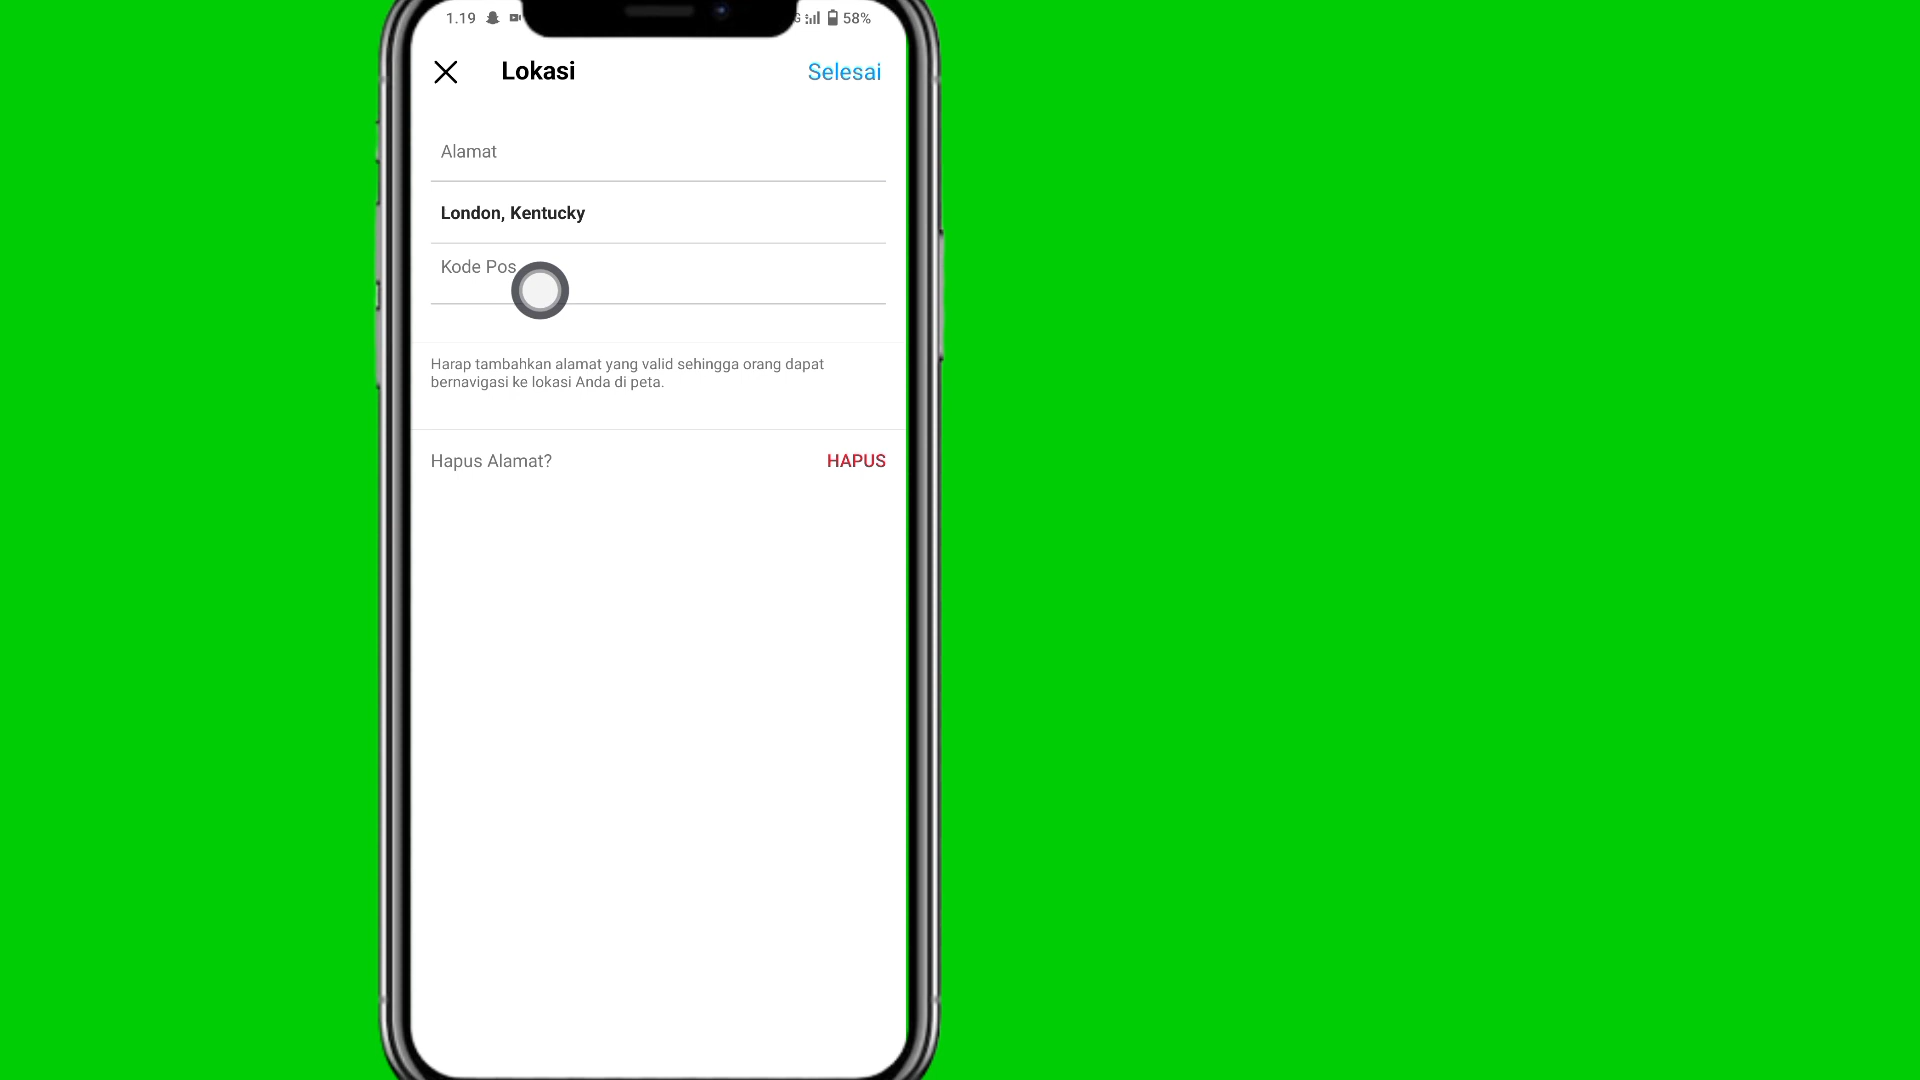 1.19
58%
Lokasi
Selesai
Alamat
London, Kentucky
Kode Pos
Harap tambahkan alamat yang valid sehingga orang dapat
bernavigasi ke lokasi Anda di peta.
Hapus Alamat?
HAPUS